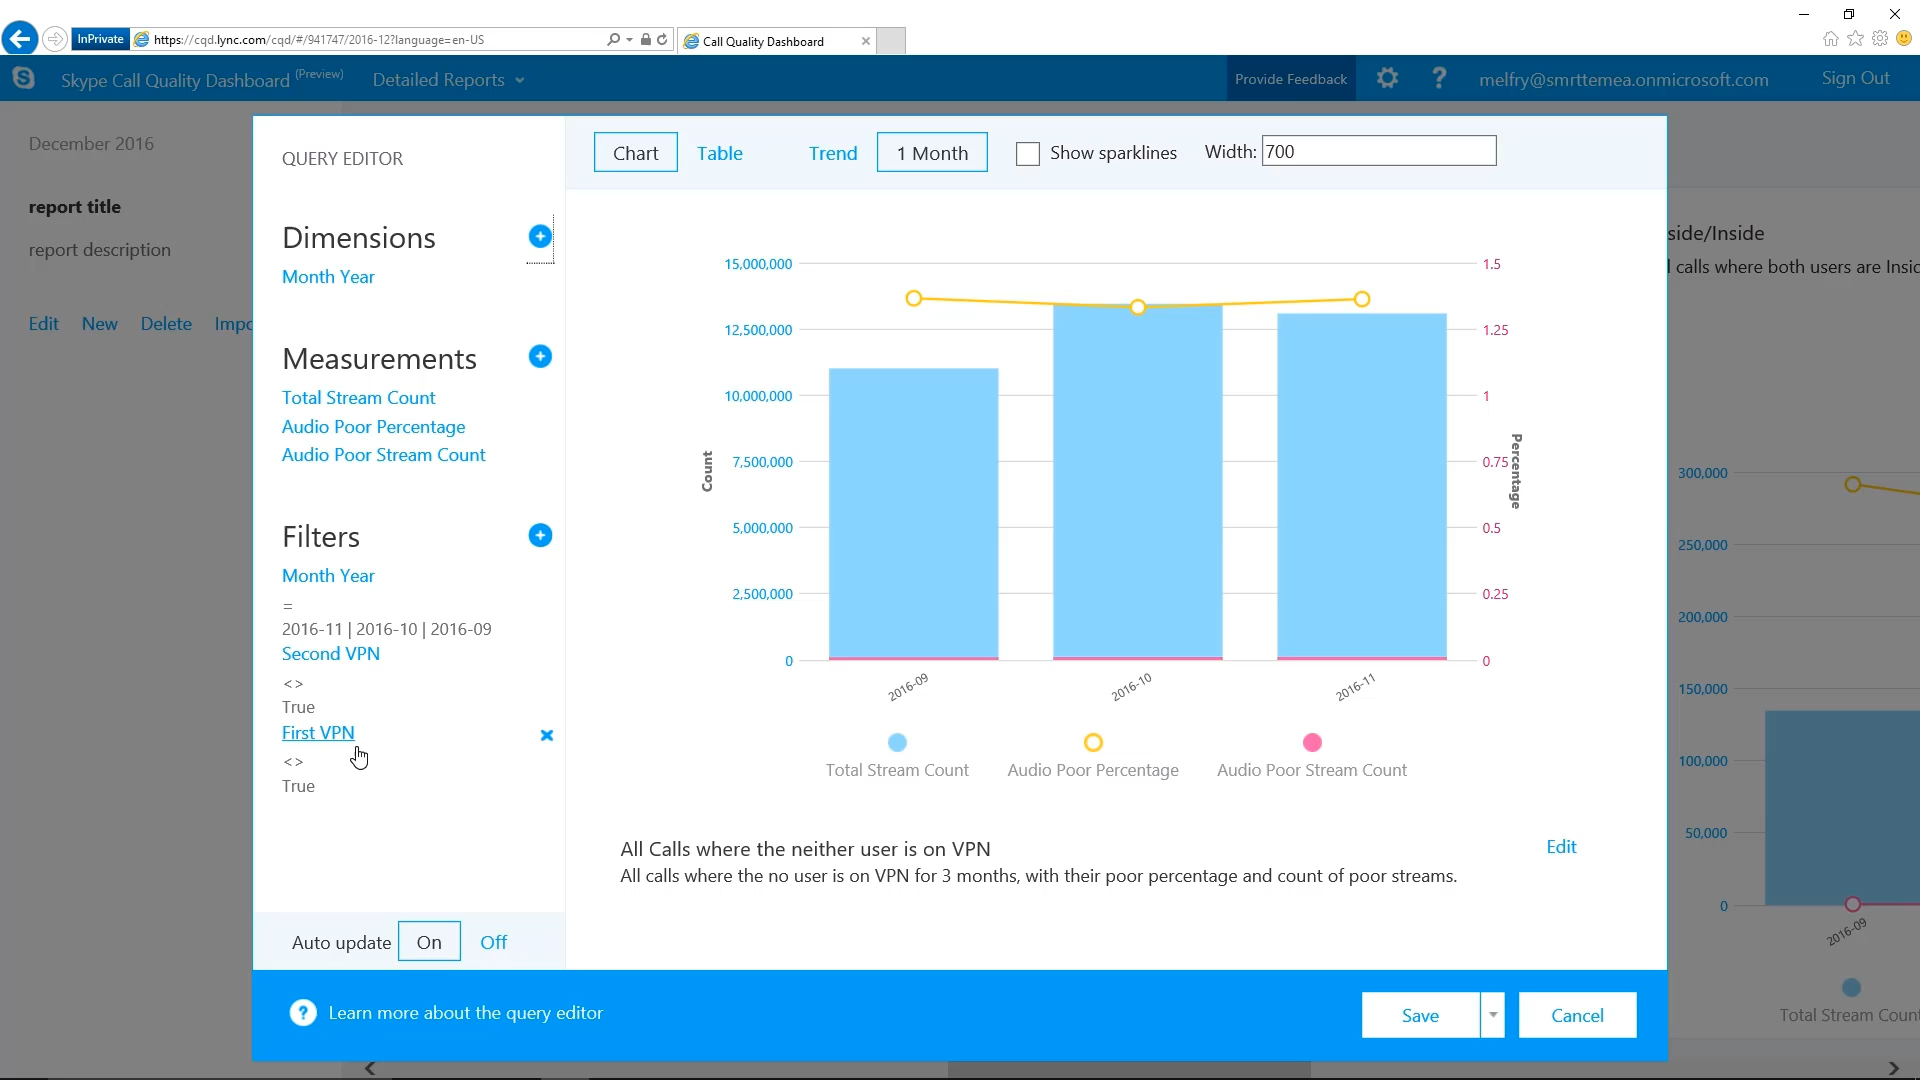 InPrivate
https://cqd.lync.com/cqd/#/941747/2016-12?language=en-US
Call Quality Dashboard
Skype Call Quality Dashboard (Preview)
Detailed Reports
Provide Feedback
?
melfry@smrttemea.onmicrosoft.com
Sign Out
December 2016
report title
report description
Edit New Delete Impo
QUERY EDITOR
Dimensions
Month Year
Measurements
Total Stream Count
Audio Poor Percentage
Audio Poor Stream Count
Filters
Month Year
=
2016-11 | 2016-10 | 2016-09
Second VPN
<>
True
First VPN
<>
True
Auto update On Off
Chart Table Trend 1 Month Show sparklines Width: 700
15,000,000
12,500,000
10,000,000
7,500,000
5,000,000
2,500,000
0
Count
1.5
1.25
1
0.75
0.5
0.25
0
Percentage
2016-09
2016-10
2016-11
Total Stream Count
Audio Poor Percentage
Audio Poor Stream Count
All Calls where the neither user is on VPN
Edit
All calls where the no user is on VPN for 3 months, with their poor percentage and count of poor streams.
? Learn more about the query editor
Save
Cancel
side/Inside
l calls where both users are Insid
300,000
250,000
200,000
150,000
100,000
50,000
0
2016-09
Total Stream Count